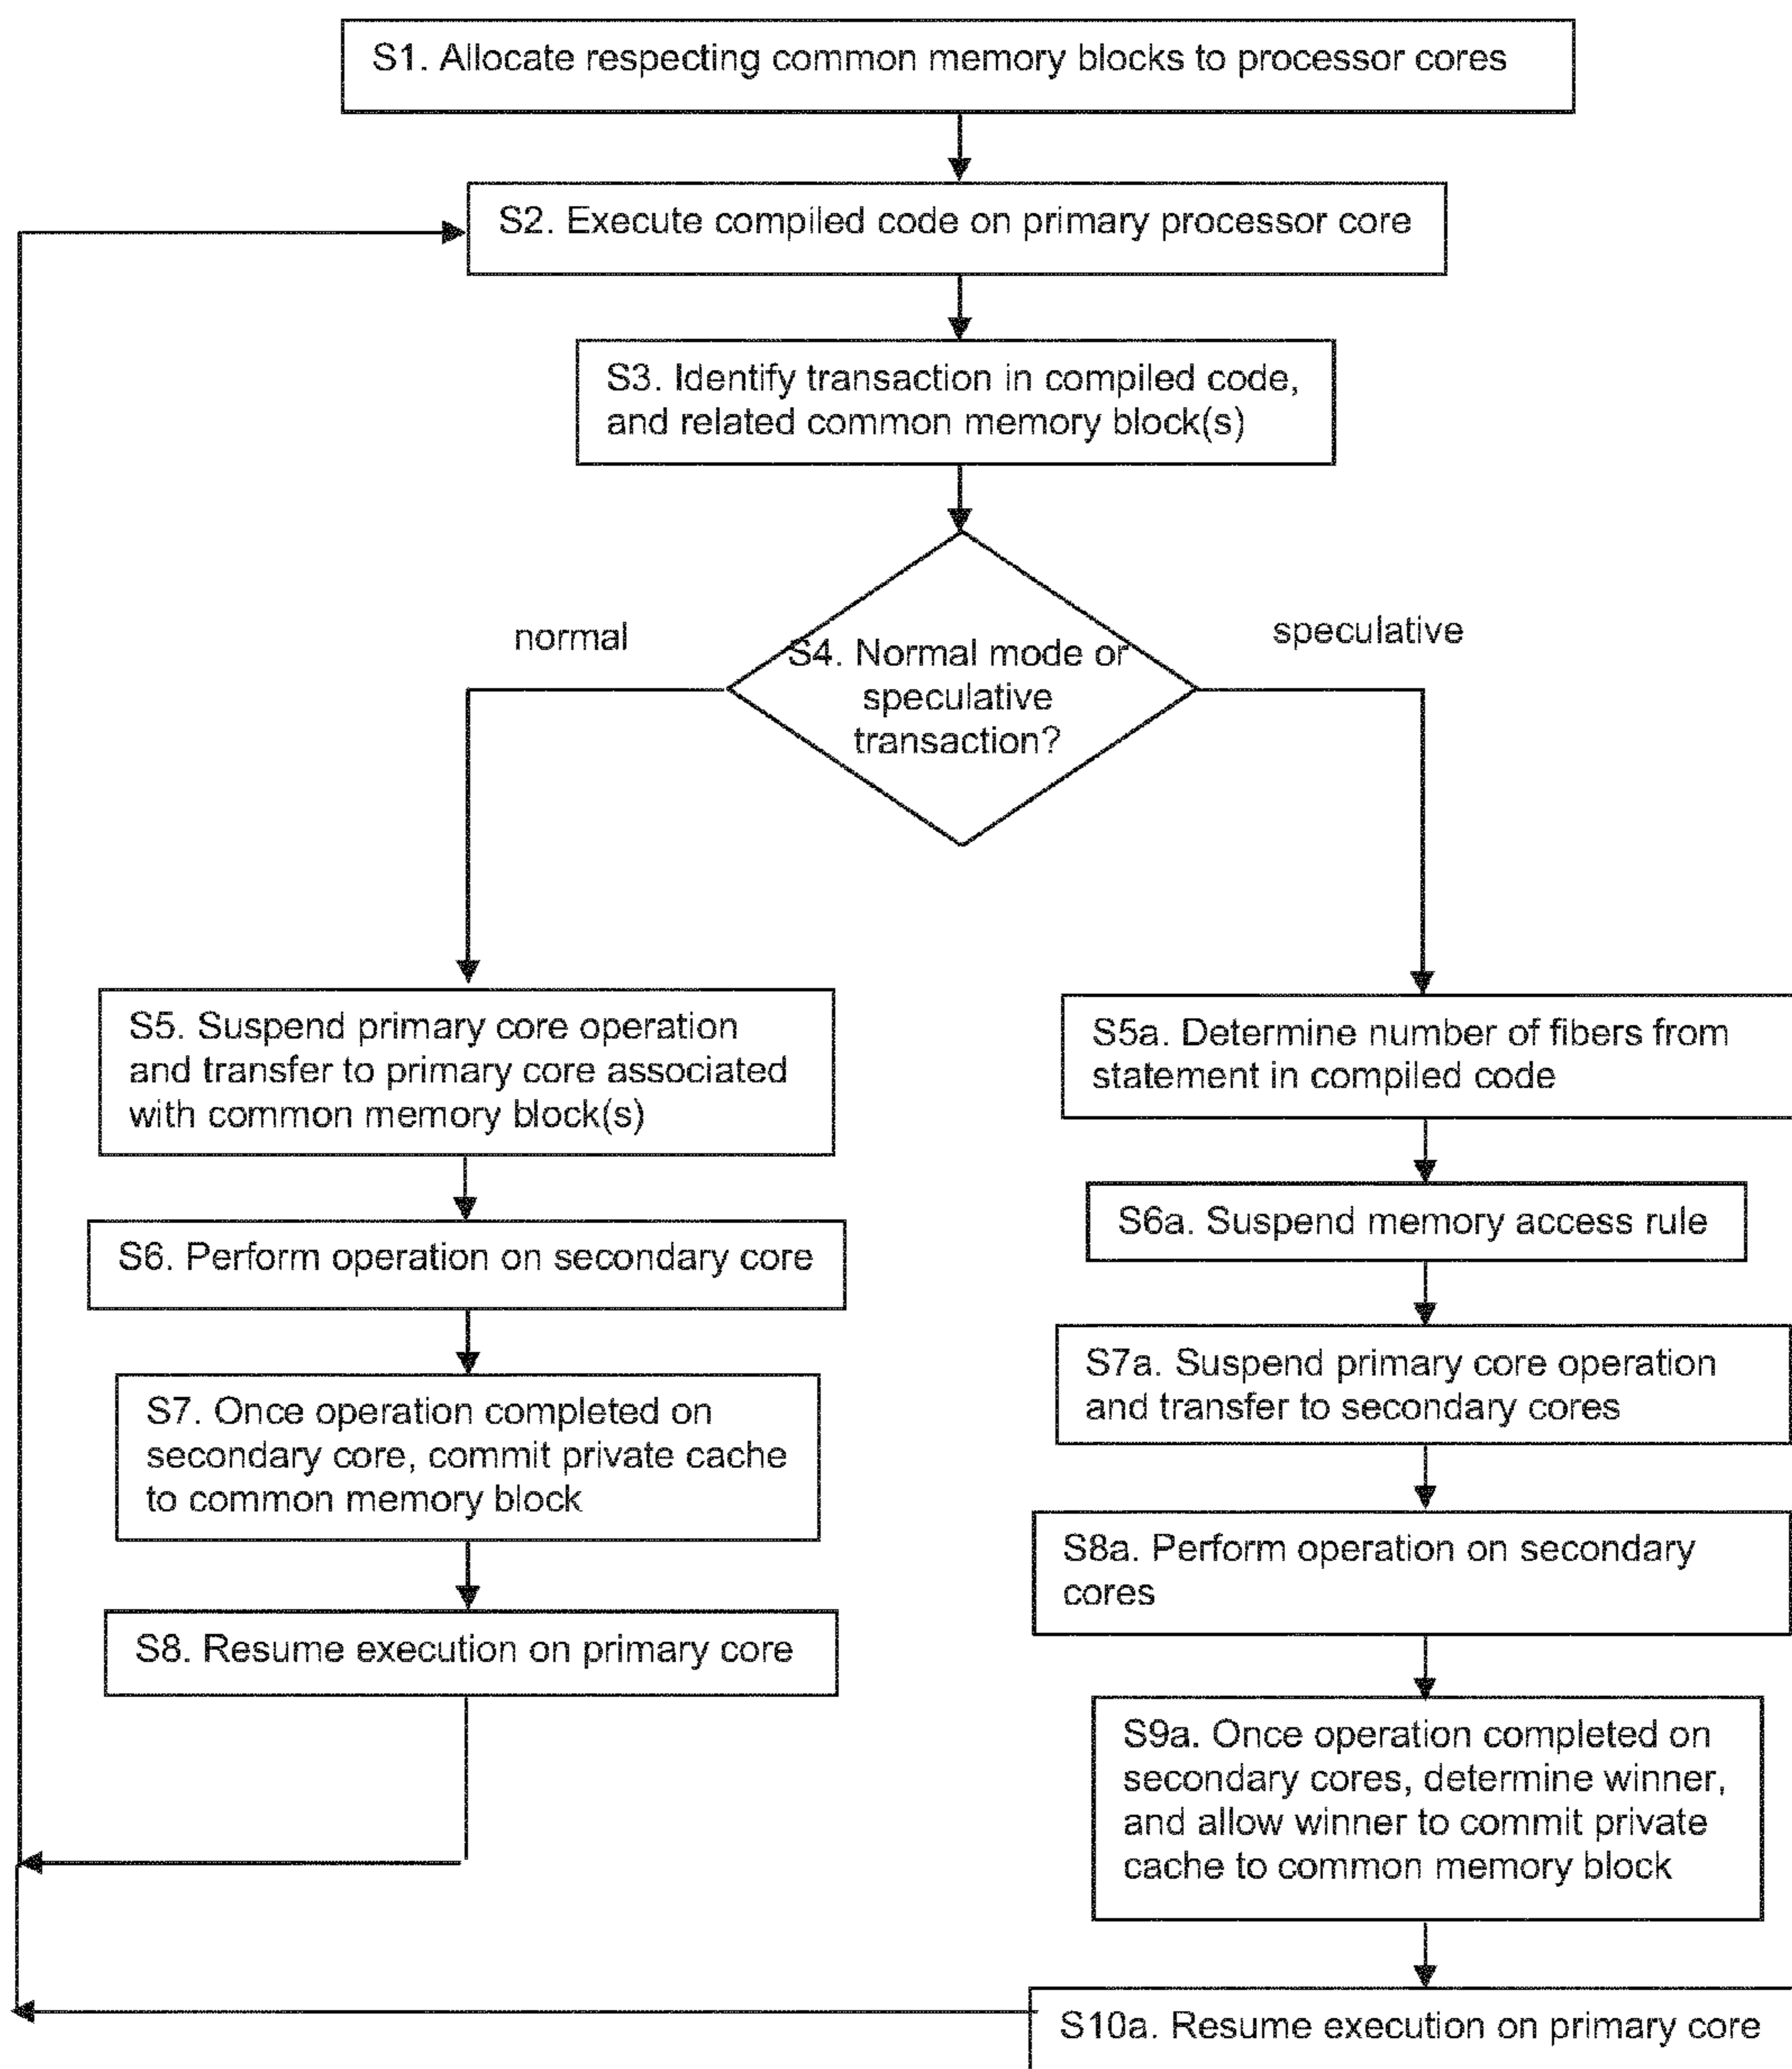 S1. Allocate respecting common memory blocks to processor cores
S2. Execute compiled code on primary processor core
S3. Identify transaction in compiled code,
and related common memory block(s)
normal
speculative
S4. Normal mode or
speculative
transaction?
S5. Suspend primary core operation
and transfer to primary core associated
with common memory block(s)
S6. Perform operation on secondary core
S7. Once operation completed on
secondary core, commit private cache
to common memory block
S8. Resume execution on primary core
S5a. Determine number of fibers from
statement in compiled code
S6a. Suspend memory access rule
S7a. Suspend primary core operation
and transfer to secondary cores
S8a. Perform operation on secondary
cores
S9a. Once operation completed on
secondary cores, determine winner,
and allow winner to commit private
cache to common memory block
S10a. Resume execution on primary core